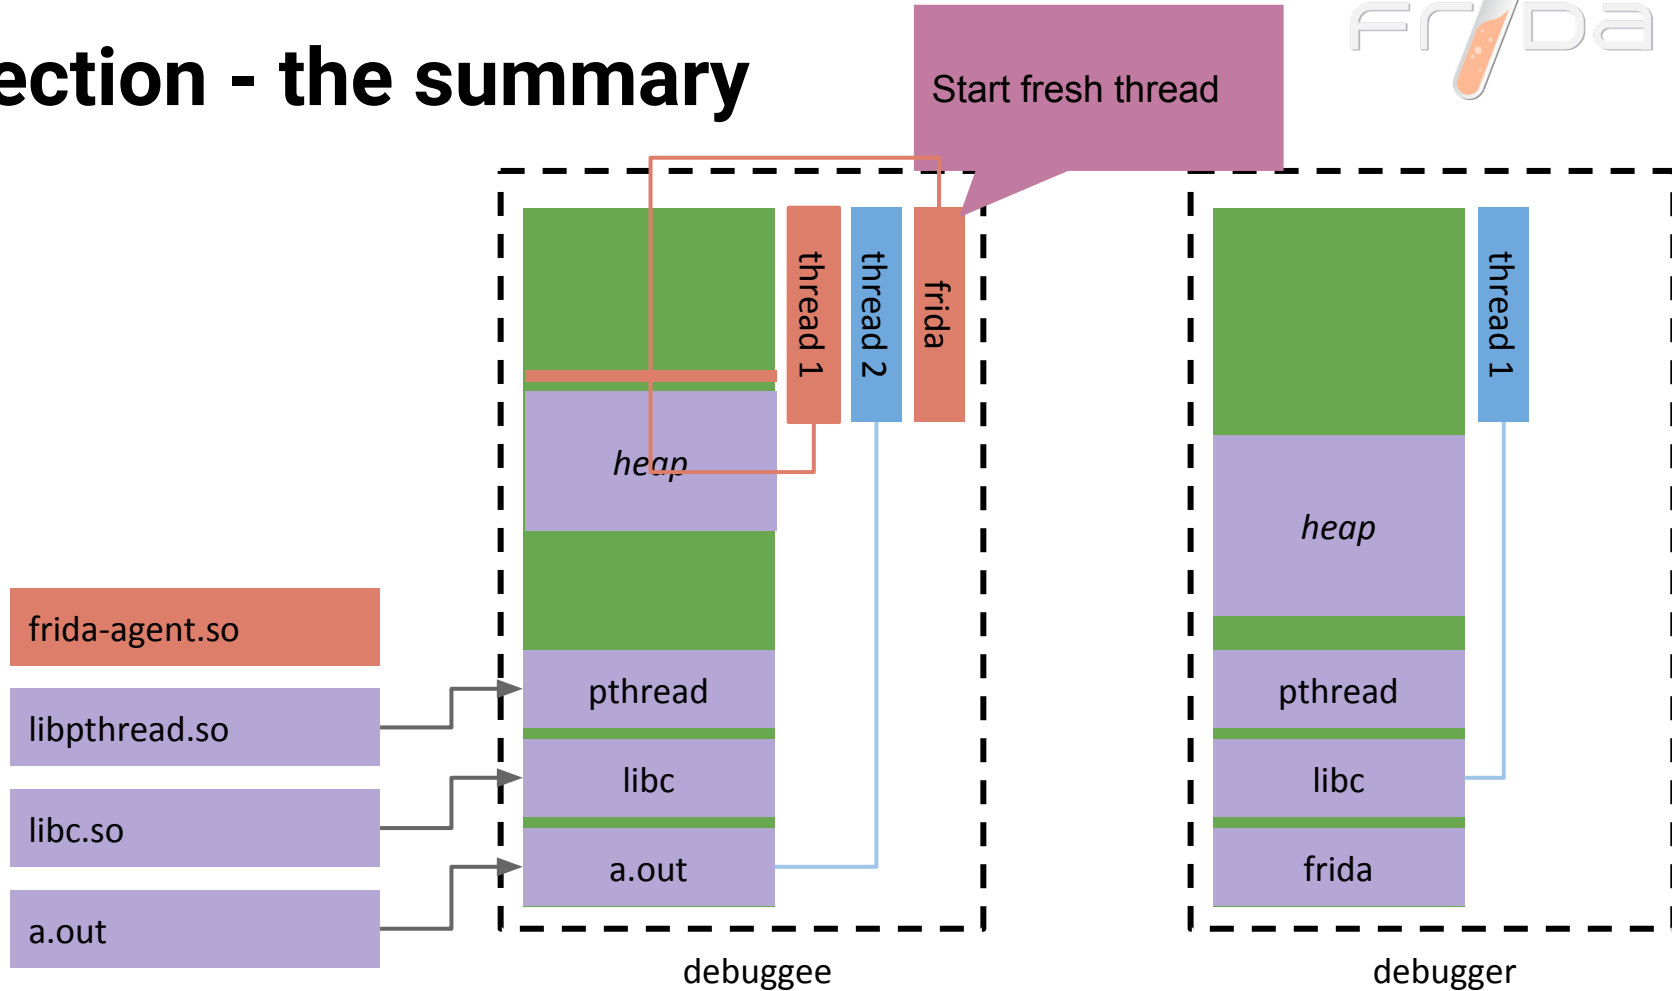 ection - the summary
Start fresh thread
FRIDA
thread 1
thread 2
frida
thread 1
heap
heap
frida-agent.so
libpthread.so
libc.so
a.out
pthread
libc
a.out
pthread
libc
frida
debuggee
debugger